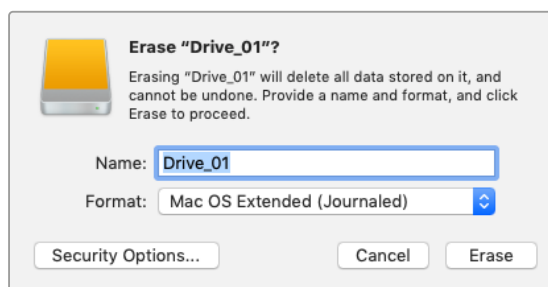 Erase “Drive_01”?
Erasing “Drive_01” will delete all data stored on it, and
cannot be undone. Provide a name and format, and click
Erase to proceed.
Name: Drive_01
Format: Mac OS Extended (Journaled)
Security Options... Cancel Erase